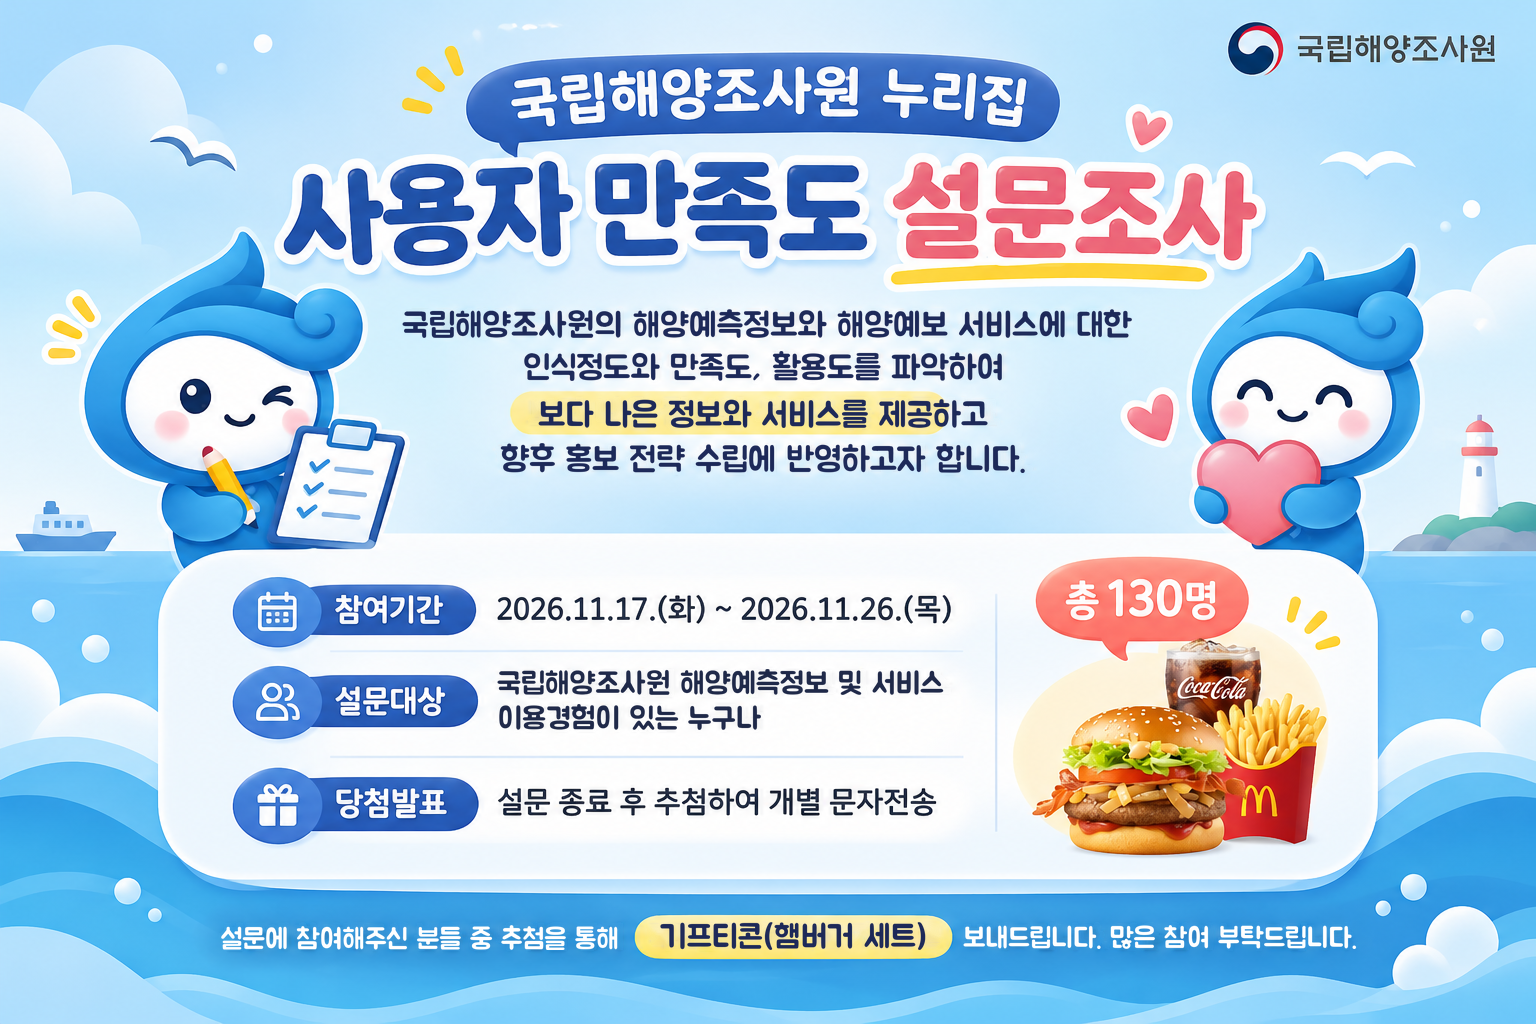 국립해양조사원
국립해양조사원 누리집
사용자 만족도 설문조사
국립해양조사원의 해양예측정보와 해양예보 서비스에 대한
인식정도와 만족도, 활용도를 파악하여
보다 나은 정보와 서비스를 제공하고
향후 홍보 전략 수립에 반영하고자 합니다.
참여기간 2026.11.17.(화) ~ 2026.11.26.(목)
설문대상 국립해양조사원 해양예측정보 및 서비스
이용경험이 있는 누구나
당첨발표 설문 종료 후 추첨하여 개별 문자전송
총 130명
Coca-Cola
설문에 참여해주신 분들 중 추첨을 통해 기프티콘(햄버거 세트) 보내드립니다. 많은 참여 부탁드립니다.